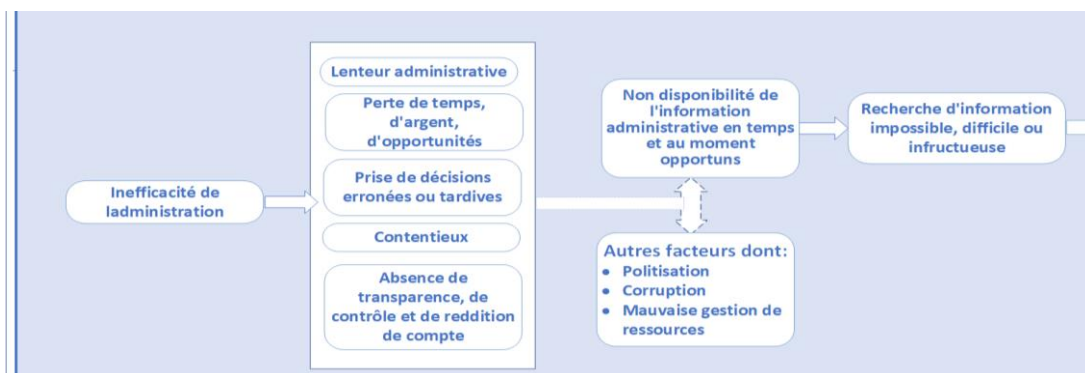 Inefficacité de
ladministration
Lenteur administrative
Perte de temps,
d'argent,
d'opportunités
Prise de décisions
erronées ou tardives
Contentieux
Absence de
transparence, de
contrôle et de reddition
de compte
Non disponibilité de
l'information
administrative en temps
et au moment
opportuns
Autres facteurs dont:
• Politisation
• Corruption
• Mauvaise gestion de
ressources
Recherche d'information
impossible, difficile ou
infructueuse